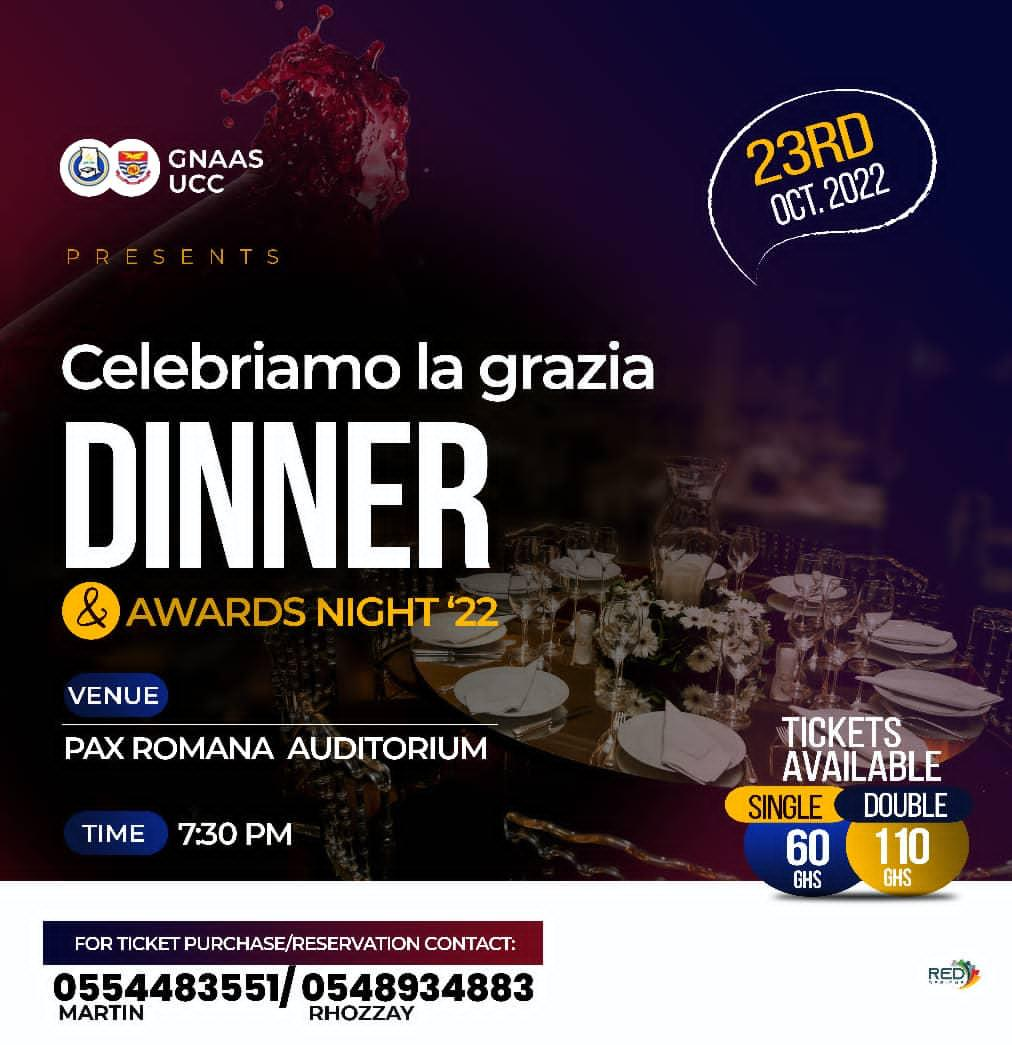 GNAAS
UCC
23RD
OCT. 2022
PRESENTS
Celebriamo la grazia
DINNER
& AWARDS NIGHT ‘22
VENUE
PAX ROMANA AUDITORIUM
TIME 7:30 PM
TICKETS
AVAILABLE
SINGLE DOUBLE
60 110
GHS GHS
FOR TICKET PURCHASE/RESERVATION CONTACT:
0554483551/ 0548934883
MARTIN RHOZZAY
RED